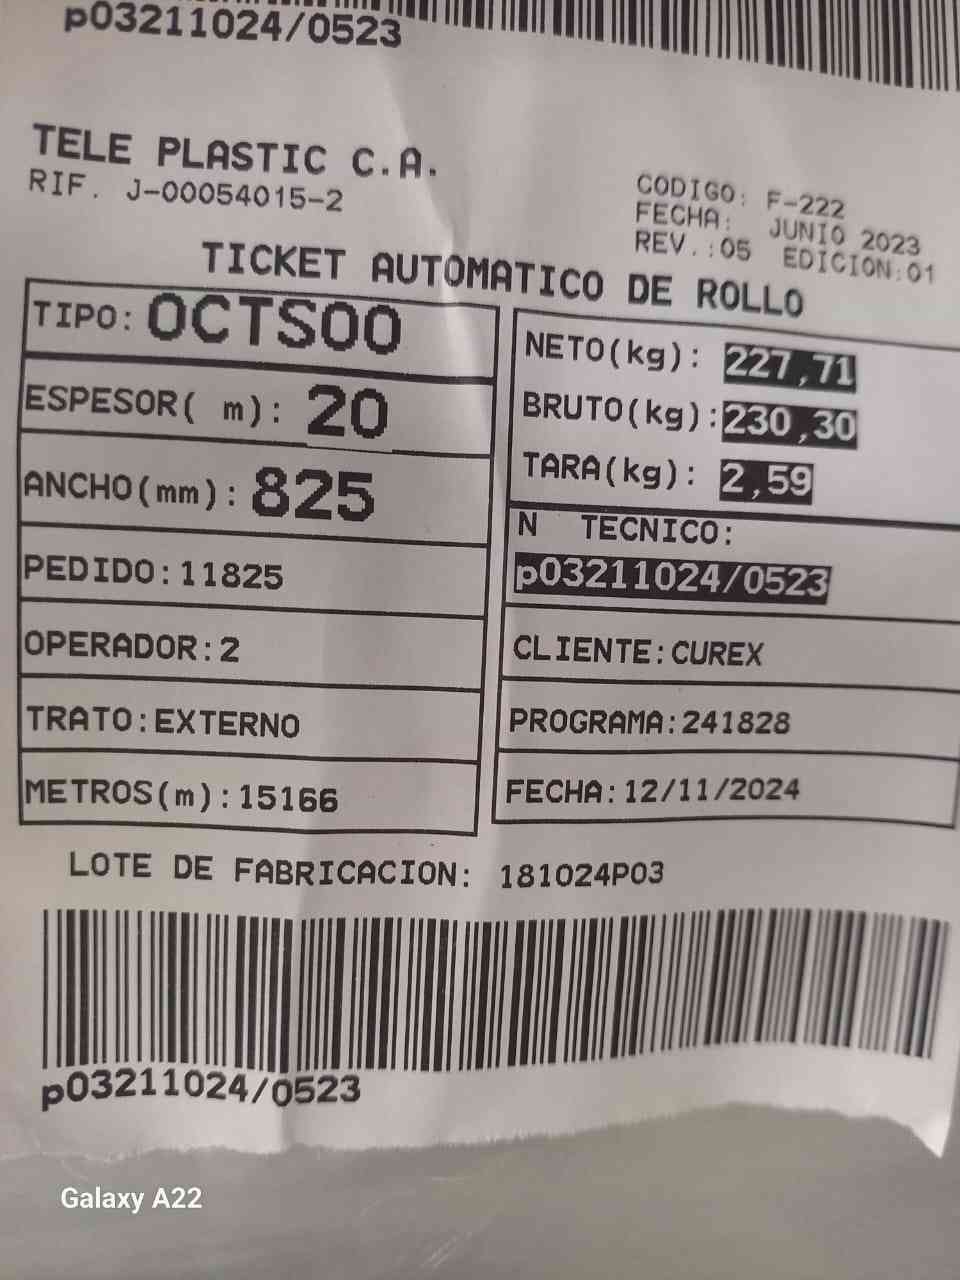 p03211024/0523
TELE PLASTIC C.A.
RIF. J-00054015-2
CODIGO: F-222
FECHA: JUNIO 2023
REV.:05 EDICION:01
TICKET AUTOMATICO DE ROLLO
TIPO: OCTS00
ESPESOR( m): 20
ANCHO(mm): 825
PEDIDO:11825
OPERADOR:2
TRATO:EXTERNO
METROS(m):15166
NETO(kg): 227,71
BRUTO(kg):230,30
TARA(kg): 2,59
N TECNICO:
p03211024/0523
CLIENTE:CUREX
PROGRAMA:241828
FECHA:12/11/2024
LOTE DE FABRICACION: 181024P03
p03211024/0523
Galaxy A22